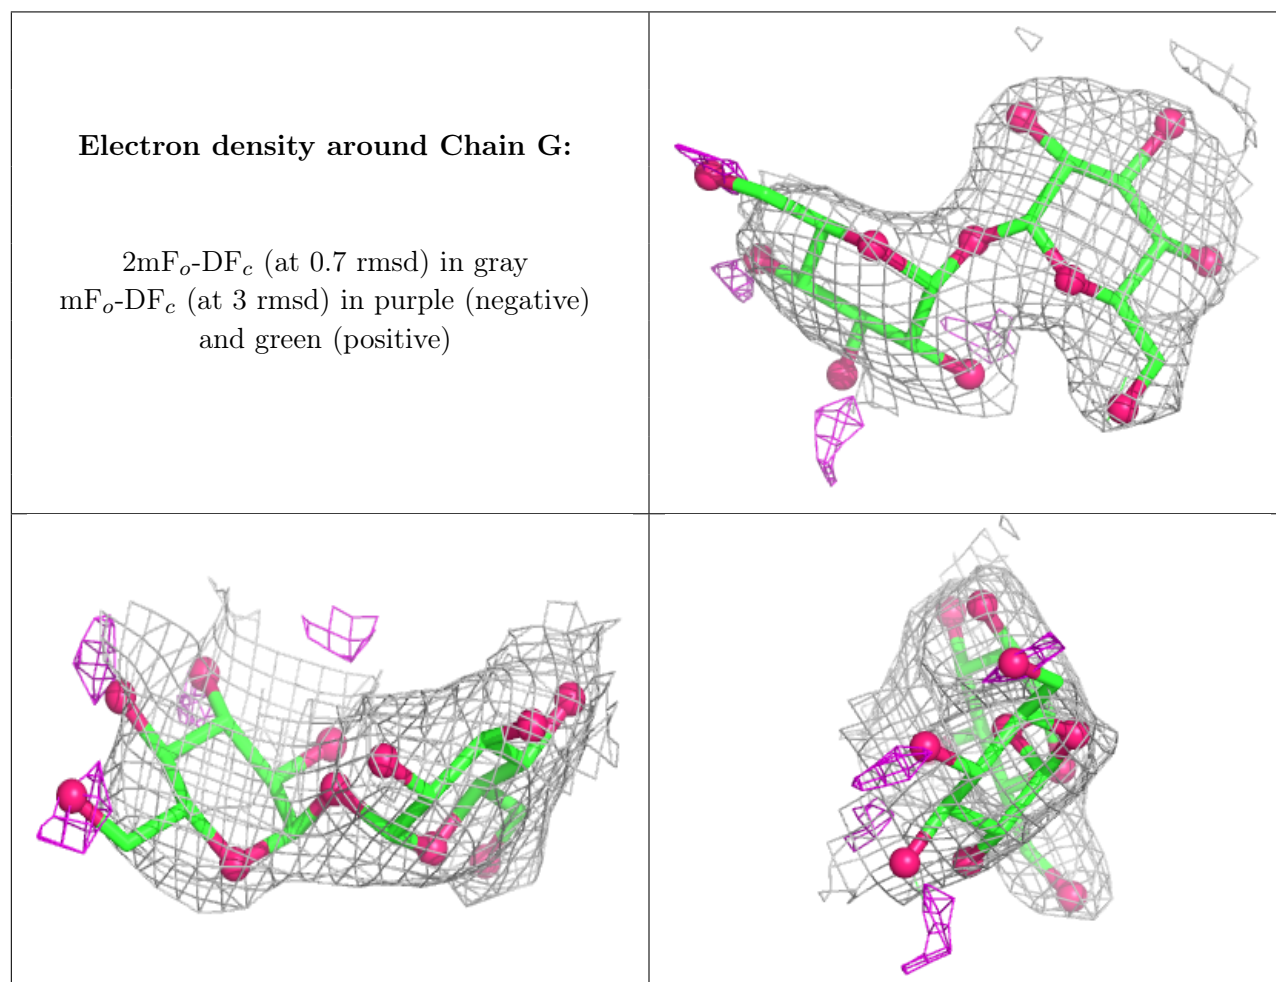 Electron density around Chain G:
2mFₒ-DF𝒸 (at 0.7 rmsd) in gray
mFₒ-DF𝒸 (at 3 rmsd) in purple (negative)
and green (positive)